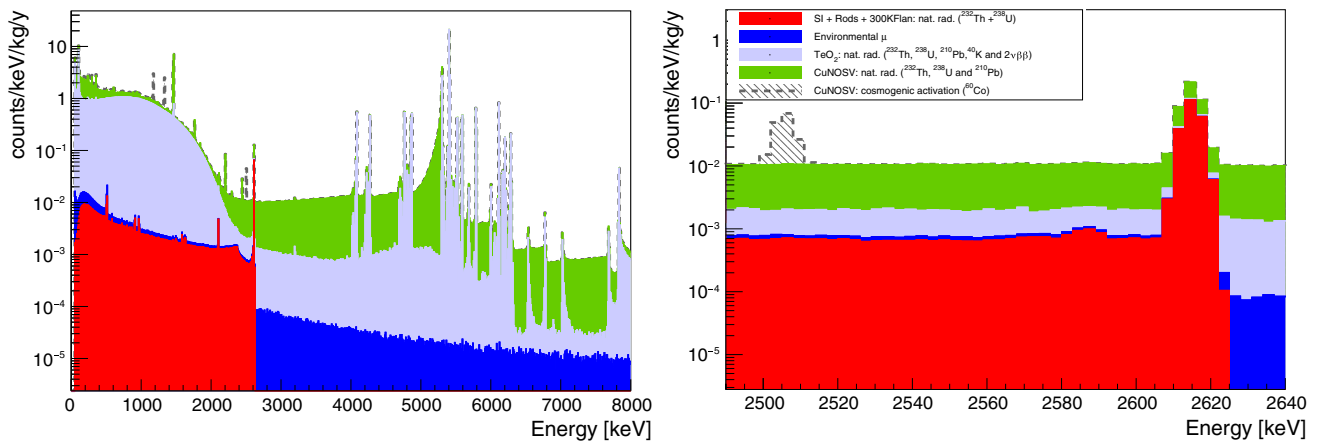 counts/keV/kg/y
10
1
10⁻¹
10⁻²
10⁻³
10⁻⁴
10⁻⁵
0 1000 2000 3000 4000 5000 6000 7000 8000
Energy [keV]
counts/keV/kg/y
1
10⁻¹
10⁻²
10⁻³
10⁻⁴
10⁻⁵
2500 2520 2540 2560 2580 2600 2620 2640
Energy [keV]
SI + Rods + 300KFlan: nat. rad. (²³²Th +²³⁸U)
Environmental μ
TeO₂: nat. rad. (²³²Th, ²³⁸U, ²¹⁰Pb,⁴⁰K and 2νββ)
CuNOSV: nat. rad. (²³²Th, ²³⁸U and ²¹⁰Pb)
CuNOSV: cosmogenic activation (⁶⁰Co)